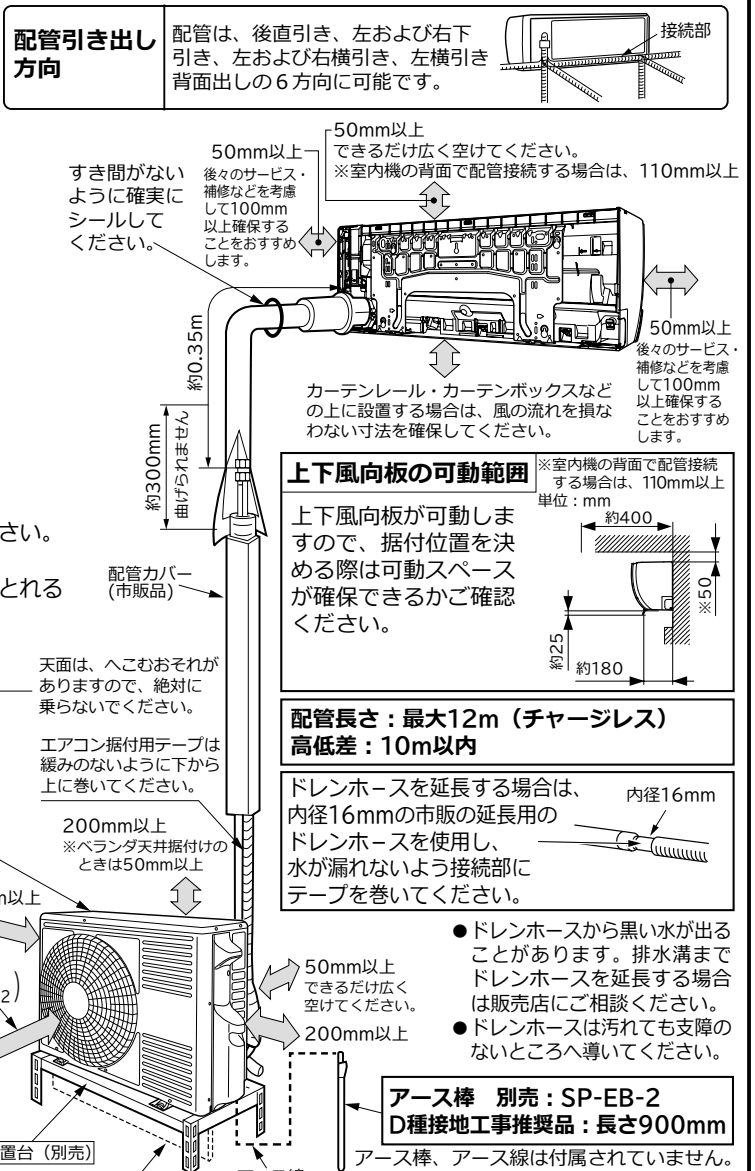 配管引き出し
方向
配管は、後直引き、左および右下
引き、左および右横引き、左横引き
背面出しの６方向に可能です。
接続部
50mm以上
できるだけ広く空けてください。
※室内機の背面で配管接続する場合は、110mm以上
50mm以上
後々のサービス・
補修などを考慮
して100mm
以上確保する
ことをおすすめ
します。
すき間がない
ように確実に
シールして
ください。
50mm以上
後々のサービス・
補修などを考慮
して100mm
以上確保する
ことをおすすめ
します。
約0.35m
カーテンレール・カーテンボックスなど
の上に設置する場合は、風の流れを損な
わない寸法を確保してください。
約300mm
曲げられません
上下風向板の可動範囲
※室内機の背面で配管接続
する場合は、110mm以上
単位：mm
上下風向板が可動しま
すので、据付位置を決
める際は可動スペース
が確保できるかご確認
ください。
約400
※50
約25
約180
さい。
とれる
配管カバー
(市販品)
天面は、へこむおそれが
ありますので、絶対に
乗らないでください。
配管長さ：最大12m（チャージレス）
高低差：10m以内
エアコン据付用テープは
緩みのないように下から
上に巻いてください。
ドレンホースを延長する場合は、
内径16mmの市販の延長用の
ドレンホースを使用し、
水が漏れないよう接続部に
テープを巻いてください。
内径16mm
200mm以上
※ベランダ天井据付けの
ときは50mm以上
m以上
2)
50mm以上
できるだけ広く
空けてください。
200mm以上
●ドレンホースから黒い水が出る
ことがあります。排水溝まで
ドレンホースを延長する場合
は販売店にご相談ください。
●ドレンホースは汚れても支障の
ないところへ導いてください。
アース棒　別売：SP-EB-2
D種接地工事推奨品：長さ900mm
アース棒、アース線は付属されていません。
置台（別売）